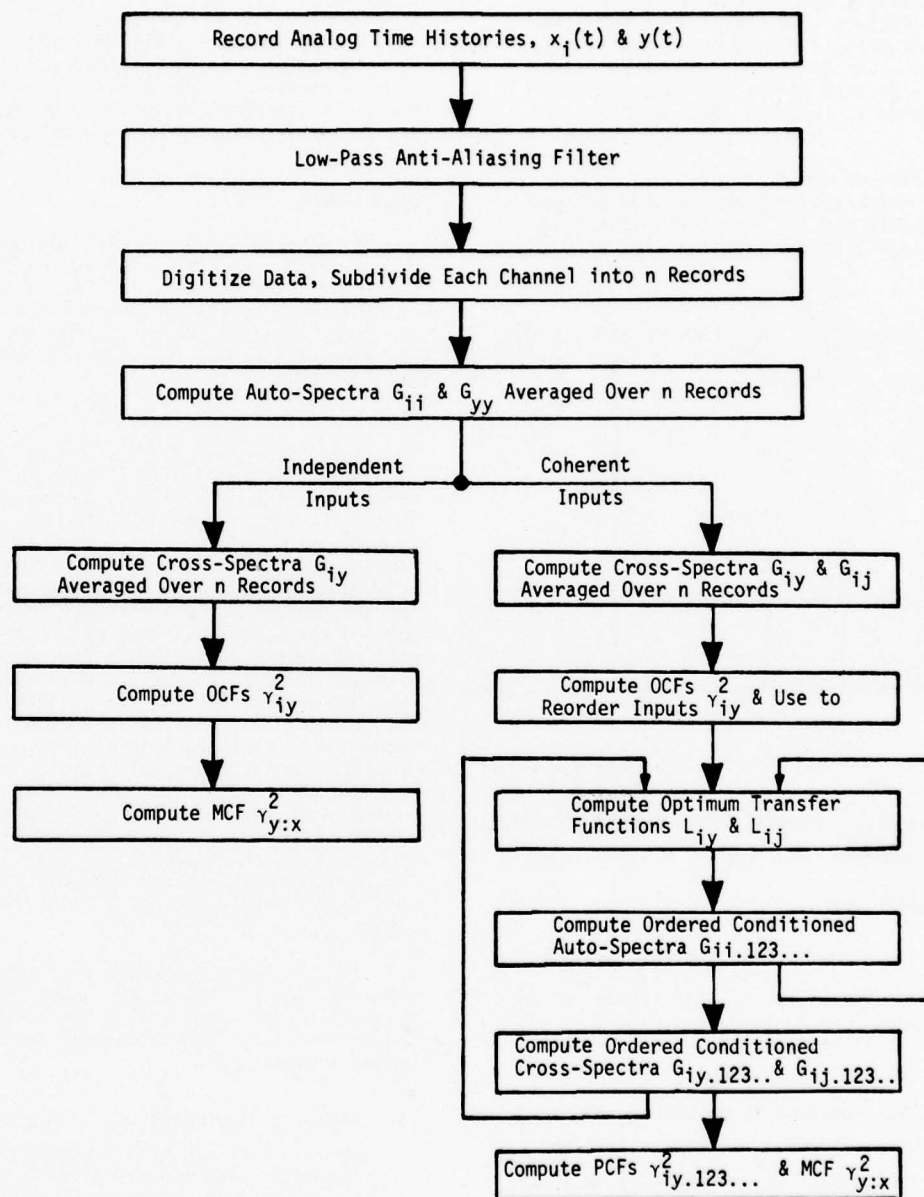 Record Analog Time Histories, xᵢ(t) & y(t)
Low-Pass Anti-Aliasing Filter
Digitize Data, Subdivide Each Channel into n Records
Compute Auto-Spectra G_ii & G_yy Averaged Over n Records
Independent
Inputs
Coherent
Inputs
Compute Cross-Spectra G_iy
Averaged Over n Records
Compute OCFs γ²_iy
Compute MCF γ²_y:x
Compute Cross-Spectra G_iy & G_ij
Averaged Over n Records
Compute OCFs γ²_iy & Use to
Reorder Inputs
Compute Optimum Transfer
Functions L_iy & L_ij
Compute Ordered Conditioned
Auto-Spectra G_ii.123...
Compute Ordered Conditioned
Cross-Spectra G_iy.123.. & G_ij.123..
Compute PCFs γ²_iy.123... & MCF γ²_y:x